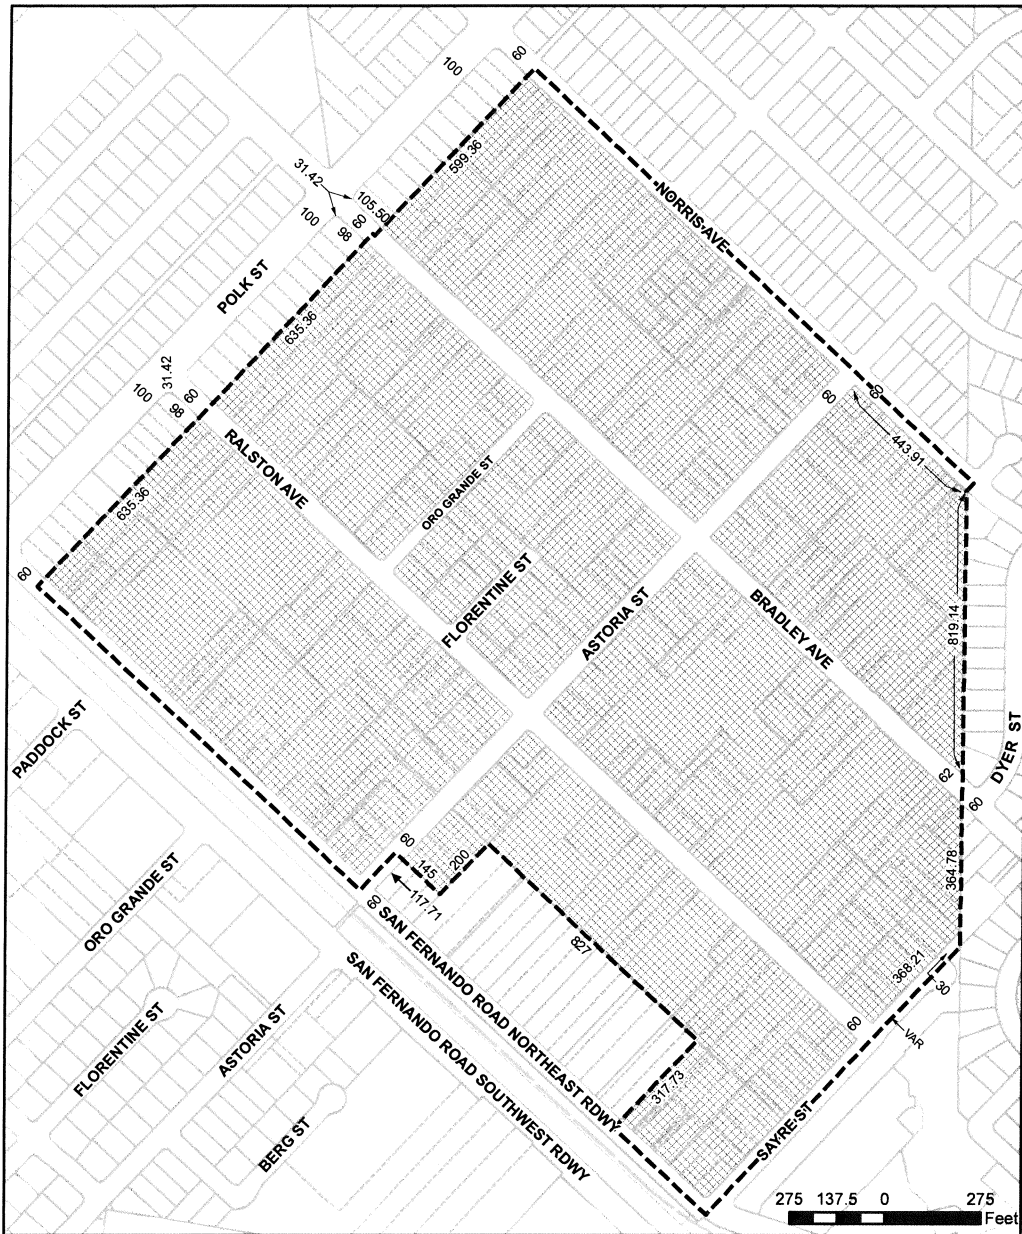 60
100
599.36
31.42
105.50
100
98
60
NORRIS AVE
POLK ST
635.36
31.42
100
98
60
60
60
443.91
RALSTON AVE
ORO GRANDE ST
635.36
60
FLORENTINE ST
ASTORIA ST
BRADLEY AVE
819.14
PADDOCK ST
DYER ST
62
60
60
145
200
364.78
117.71
60
ORO GRANDE ST
SAN FERNANDO ROAD NORTHEAST RDWY
827
368.21
30
SAN FERNANDO ROAD SOUTHWEST RDWY
60
VAR
FLORENTINE ST
ASTORIA ST
317.73
BERG ST
SAYRE ST
275 137.5 0 275
Feet